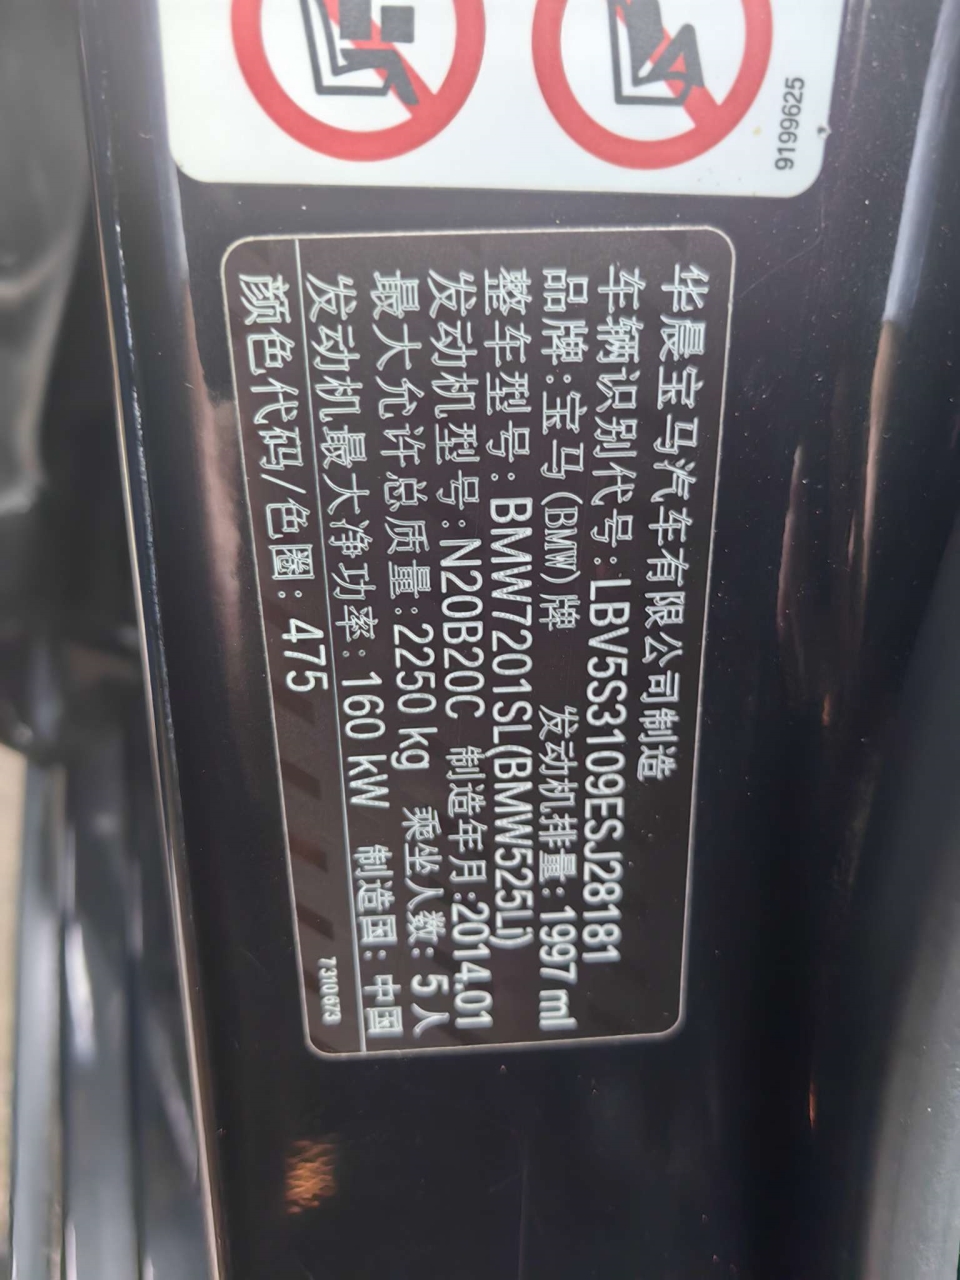 9199625
华晨宝马汽车有限公司制造
车辆识别代号:LBV5S3109ESJ28181
品牌:宝马(BMW)牌 发动机排量:1997 ml
整车型号:BMW7201SL(BMW525Li)
发动机型号:N20B20C 制造年月:2014.01
最大允许总质量:2250 kg 乘坐人数: 5人
发动机最大净功率: 160 kW 制造国: 中国
颜色代码/色圈: 475
7310673